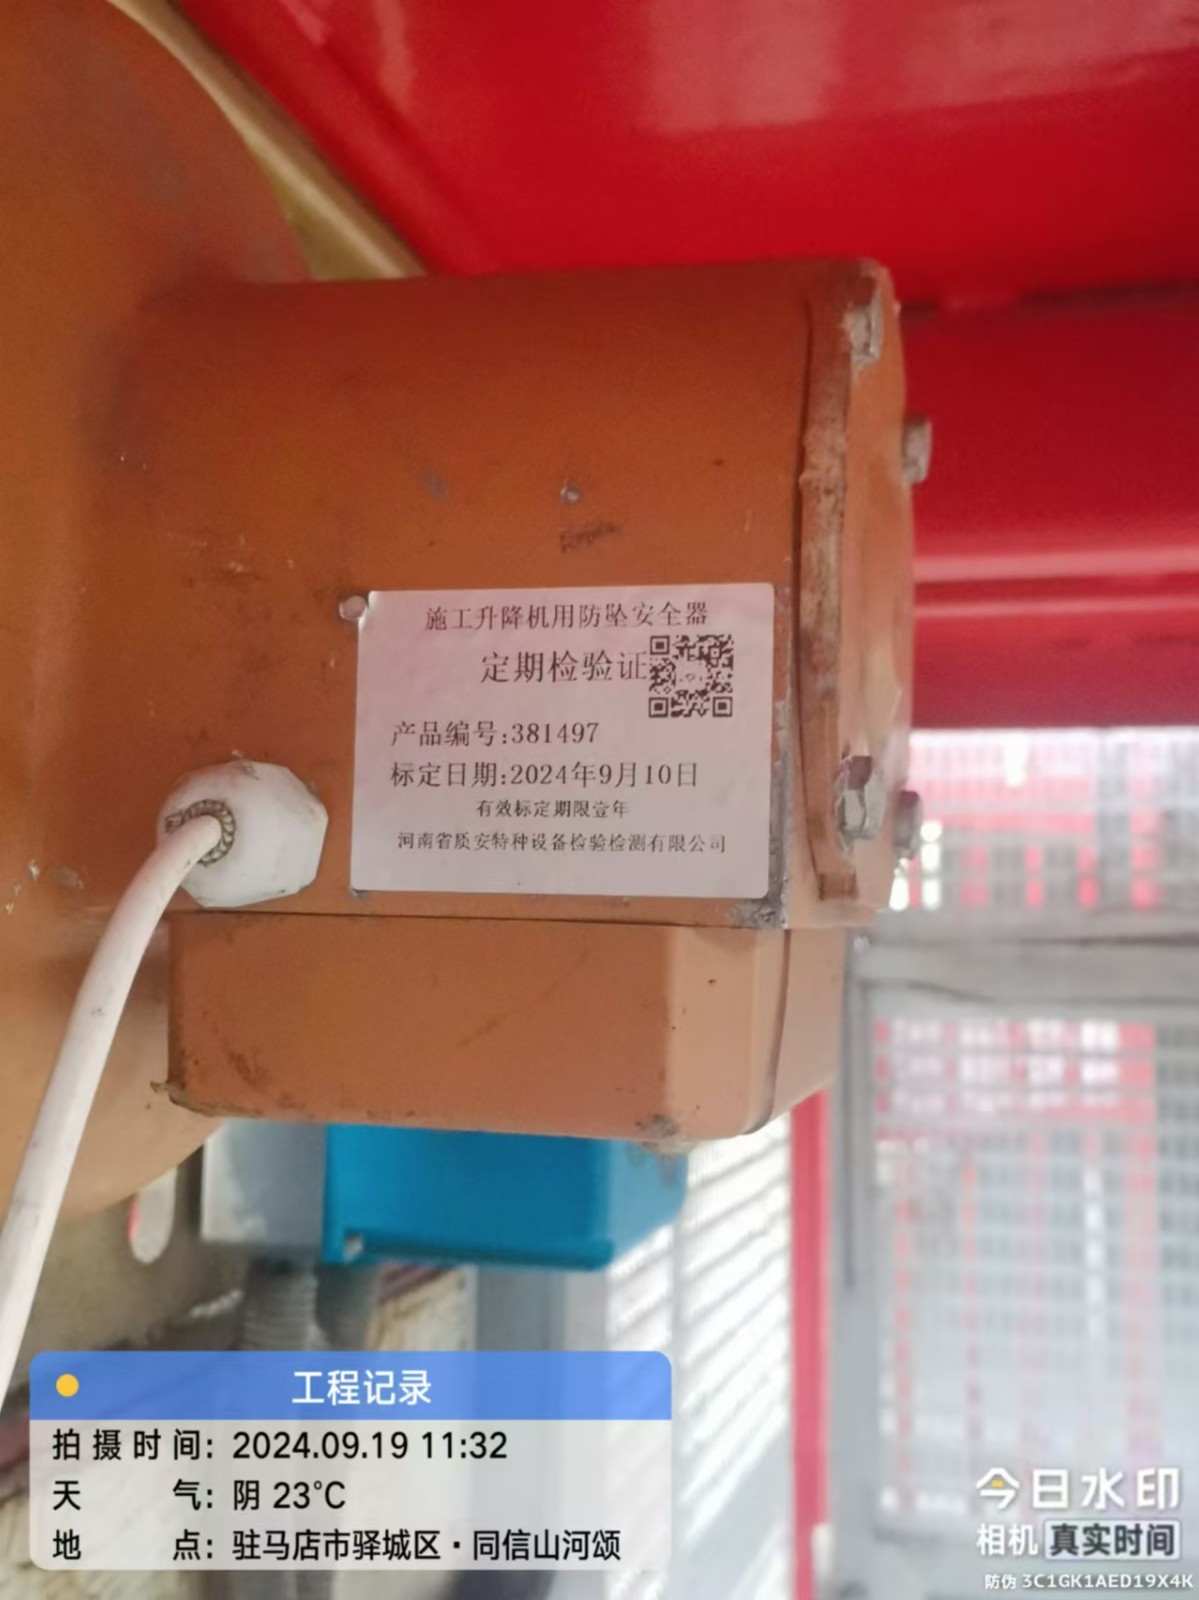 施工升降机用防坠安全器
定期检验证
产品编号:381497
标定日期:2024年9月10日
有效标定期限壹年
河南省质安特种设备检验检测有限公司
工程记录
拍摄时间: 2024.09.19 11:32
天气: 阴 23℃
地点: 驻马店市驿城区·同信山河颂
今日水印
相机 真实时间
防伪 3C1GK1AED19X4K